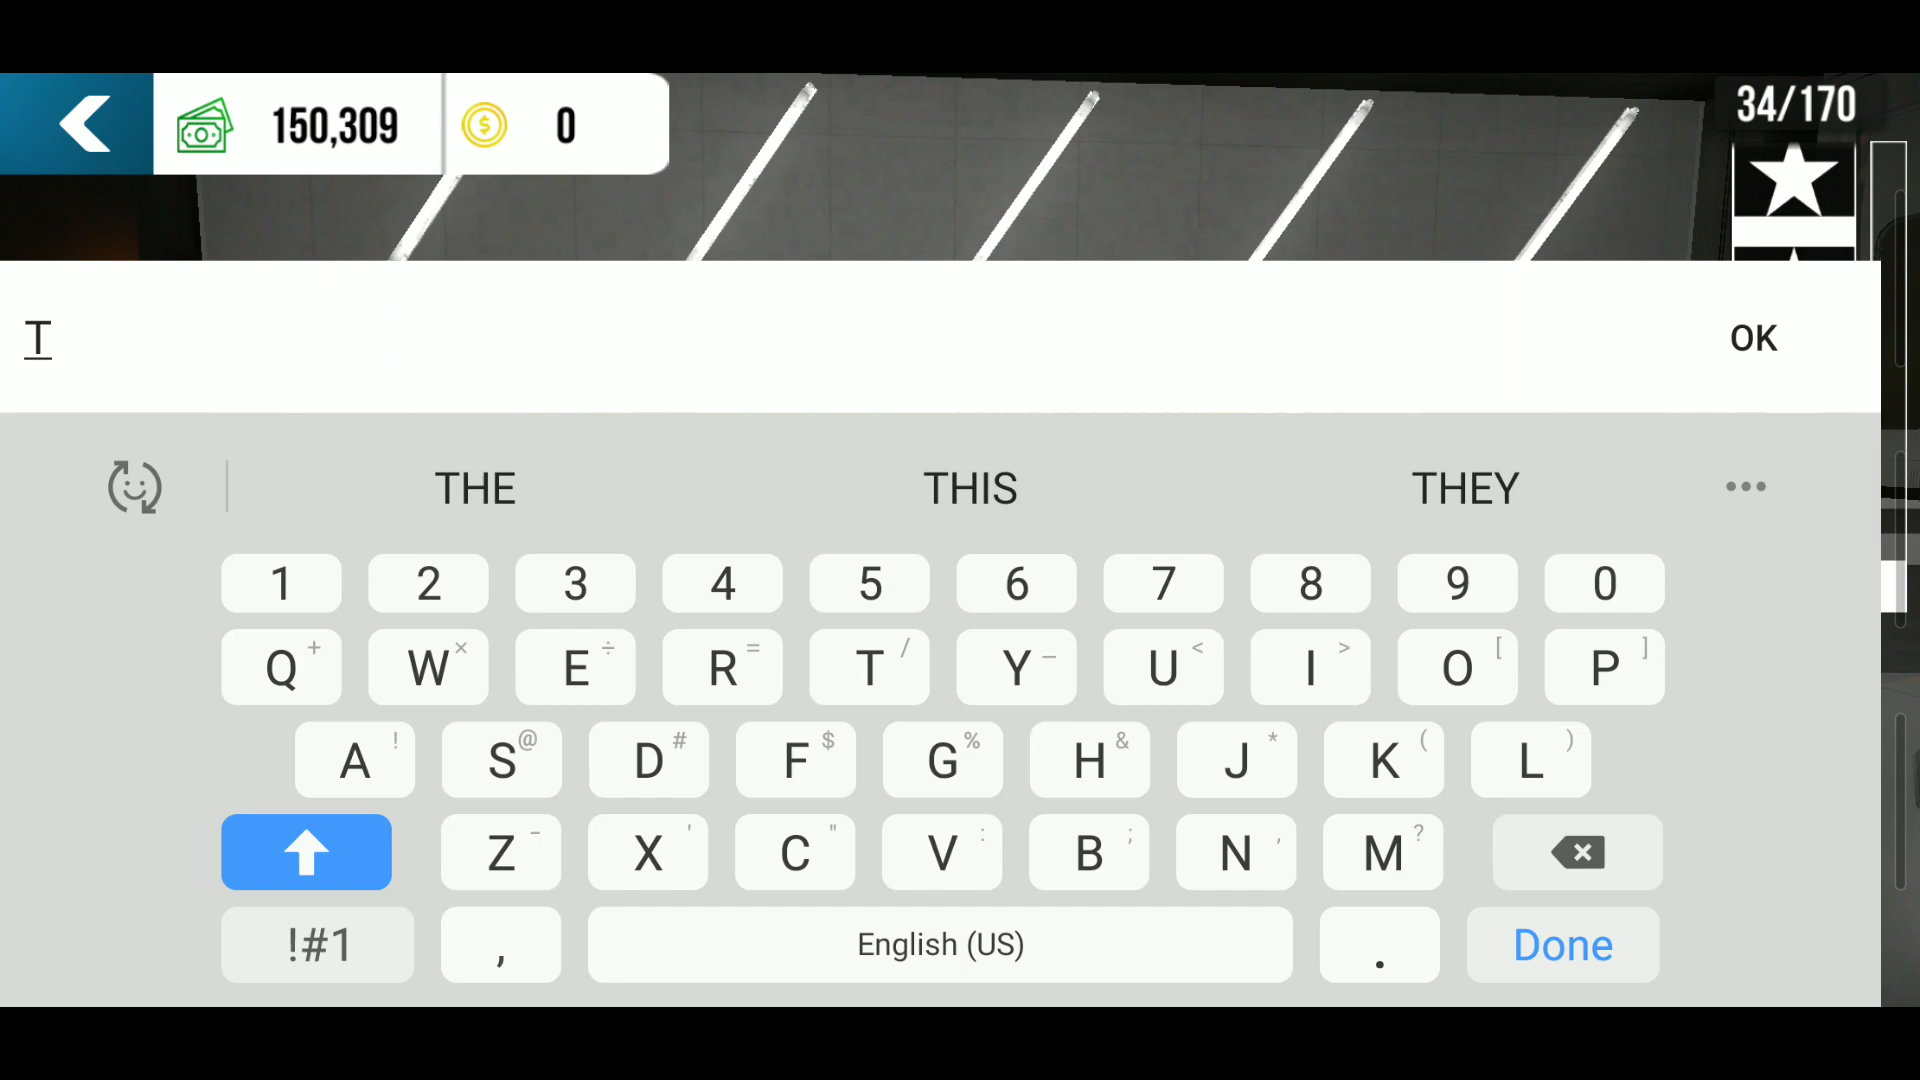 150,309 0 34/170
T OK
THE THIS THEY
1 2 3 4 5 6 7 8 9 0
Q + W × E ÷ R = T / Y _ U < I > O [ P ]
A ! S @ D # F $ G % H & J * K ( L )
Z - X ' C " V : B ; N , M ?
!#1 , English (US) . Done